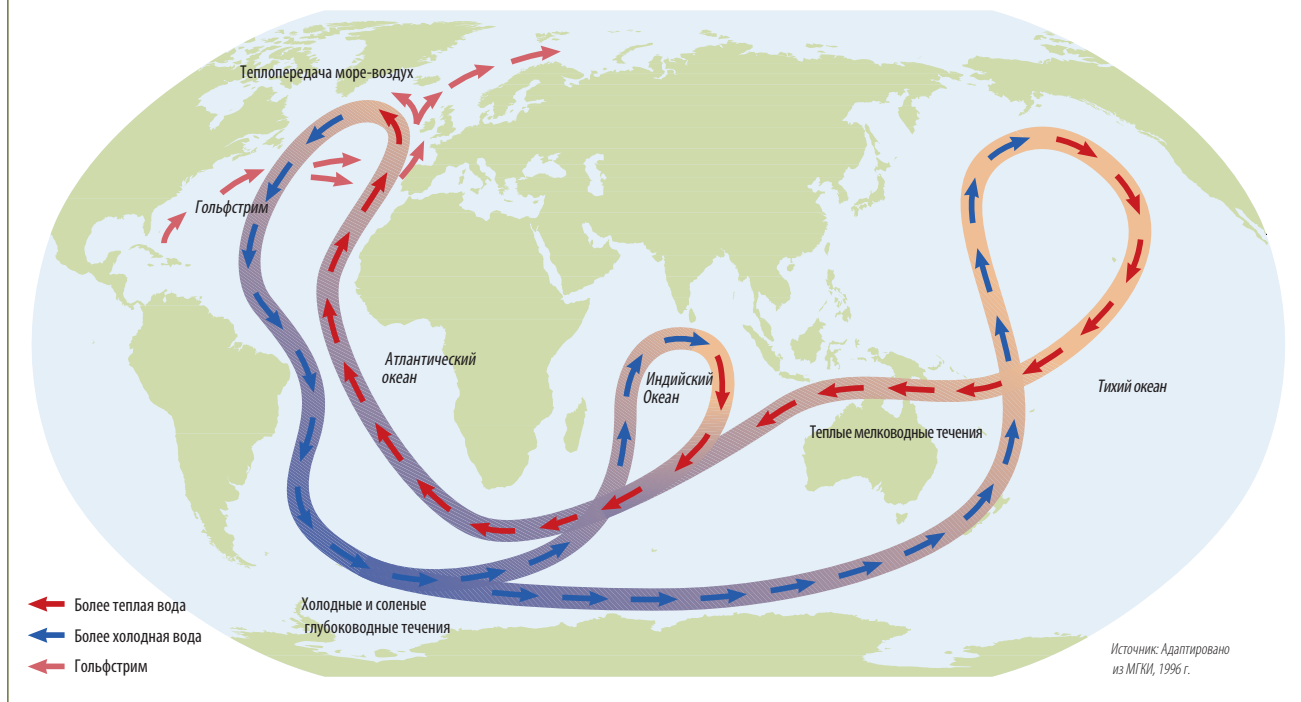 Теплопередача море-воздух
Гольфстрим
Атлантический
океан
Индийский
Океан
Тихий океан
Теплые мелководные течения
Более теплая вода
Более холодная вода
Гольфстрим
Холодные и соленые
глубоководные течения
Источник: Адаптировано
из МГКИ, 1996 г.